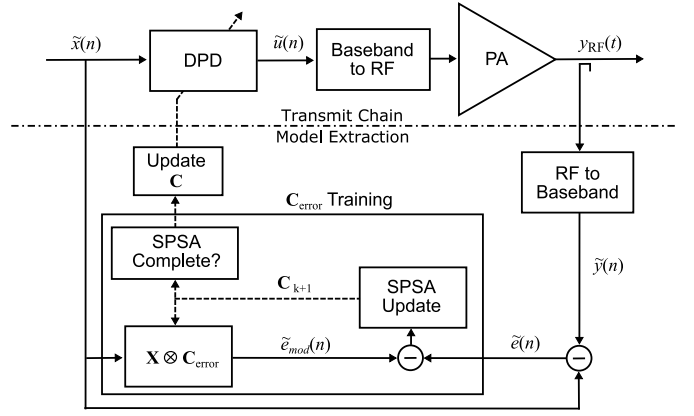 x̃(n)
DPD
ũ(n)
Baseband
to RF
PA
y_RF(t)
Transmit Chain
Model Extraction
Update
C
RF to
Baseband
C_error Training
SPSA
Complete?
C_k+1
SPSA
Update
ỹ(n)
X ⊗ C_error
ẽ_mod(n)
−
ẽ(n)
−